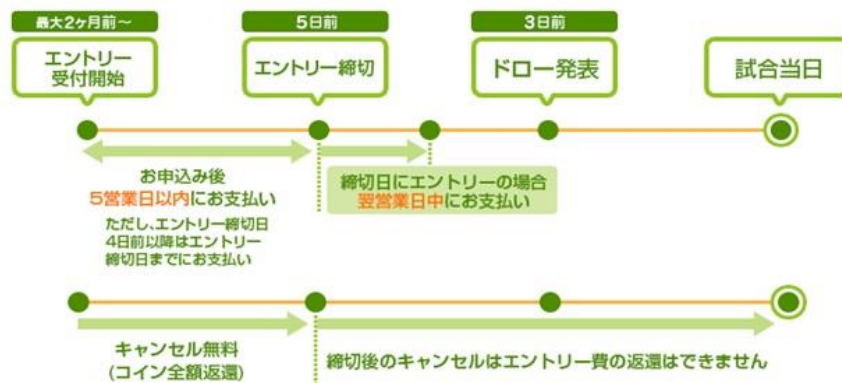 最大2ヶ月前～
エントリー
受付開始
5日前
エントリー締切
3日前
ドロー発表
試合当日
お申込み後
5営業日以内にお支払い
ただし、エントリー締切日
4日前以降はエントリー
締切日までにお支払い
締切日にエントリーの場合
翌営業日中にお支払い
キャンセル無料
(コイン全額返還)
締切後のキャンセルはエントリー費の返還はできません